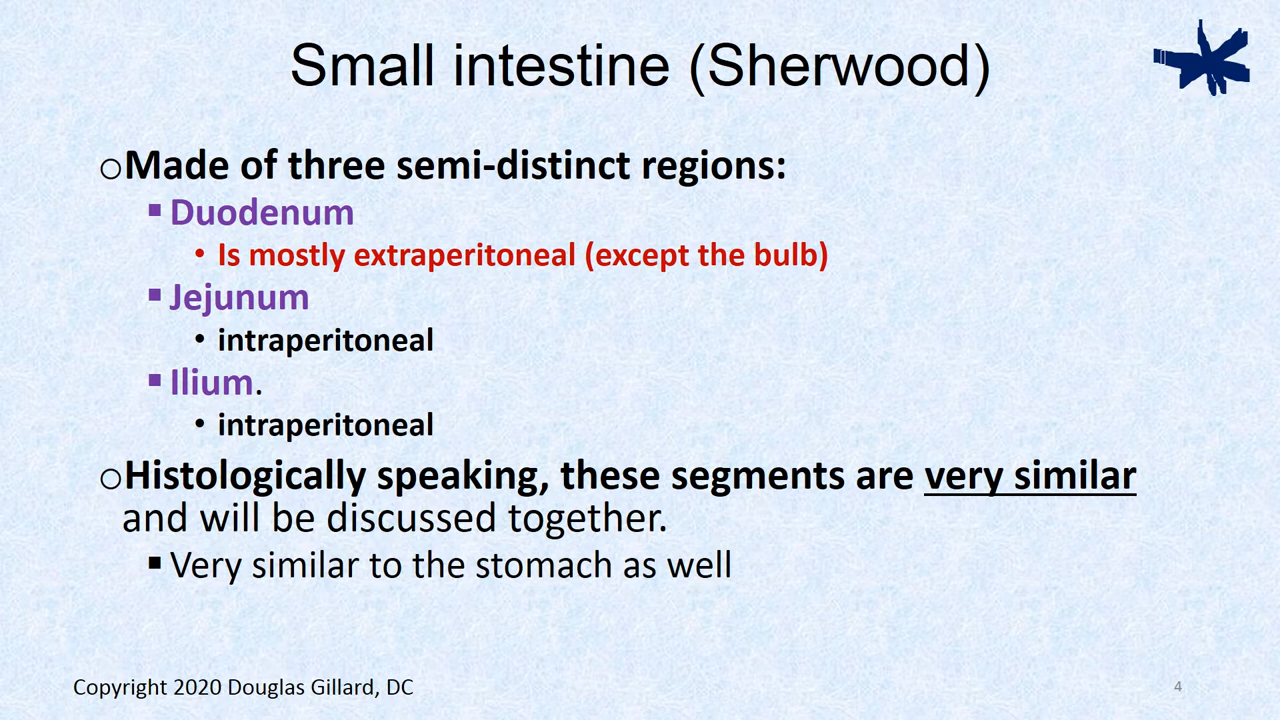 Small intestine (Sherwood)
○Made of three semi-distinct regions:
▪Duodenum
• Is mostly extraperitoneal (except the bulb)
▪Jejunum
• intraperitoneal
▪Ilium.
• intraperitoneal
○Histologically speaking, these segments are very similar
and will be discussed together.
▪Very similar to the stomach as well
Copyright 2020 Douglas Gillard, DC
4